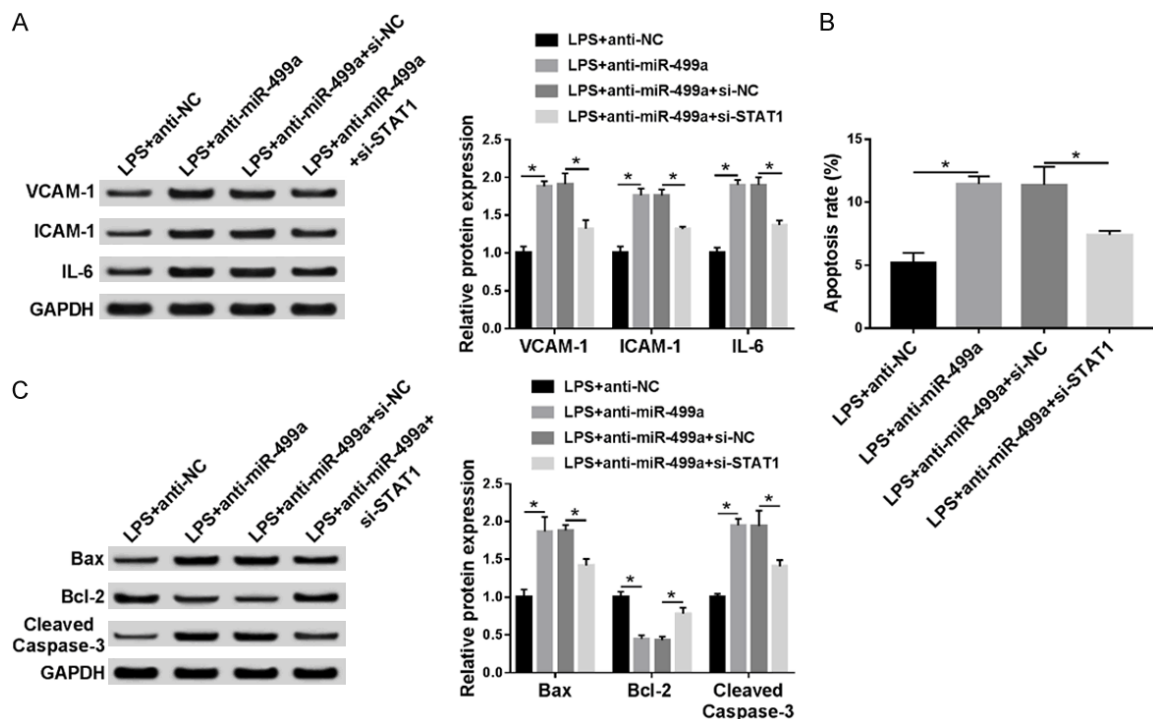 A
LPS+anti-NC
LPS+anti-miR-499a
LPS+anti-miR-499a+si-NC
LPS+anti-miR-499a
+si-STAT1
VCAM-1
ICAM-1
IL-6
GAPDH
LPS+anti-NC
LPS+anti-miR-499a
LPS+anti-miR-499a+si-NC
LPS+anti-miR-499a+si-STAT1
Relative protein expression
2.5
2.0
1.5
1.0
0.5
0.0
* * * * * *
VCAM-1 ICAM-1 IL-6
B
Apoptosis rate (%)
15
10
5
0
* *
LPS+anti-NC
LPS+anti-miR-499a
LPS+anti-miR-499a+si-NC
LPS+anti-miR-499a+si-STAT1
C
LPS+anti-NC
LPS+anti-miR-499a
LPS+anti-miR-499a+si-NC
LPS+anti-miR-499a+
si-STAT1
Bax
Bcl-2
Cleaved
Caspase-3
GAPDH
LPS+anti-NC
LPS+anti-miR-499a
LPS+anti-miR-499a+si-NC
LPS+anti-miR-499a+si-STAT1
Relative protein expression
2.5
2.0
1.5
1.0
0.5
0.0
* * * * * *
Bax Bcl-2 Cleaved
Caspase-3